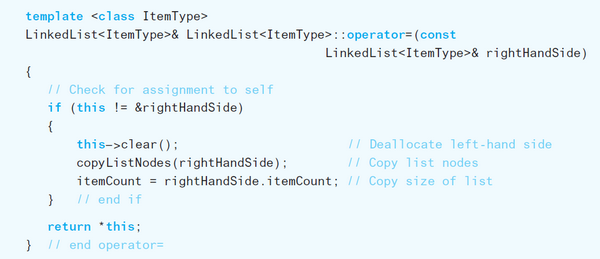 template <class ItemType>
LinkedList<ItemType>& LinkedList<ItemType>::operator=(const
LinkedList<ItemType>& rightHandSide)
{
// Check for assignment to self
if (this != &rightHandSide)
{
this->clear(); // Deallocate left-hand side
copyListNodes(rightHandSide); // Copy list nodes
itemCount = rightHandSide.itemCount; // Copy size of list
} // end if
return *this;
} // end operator=